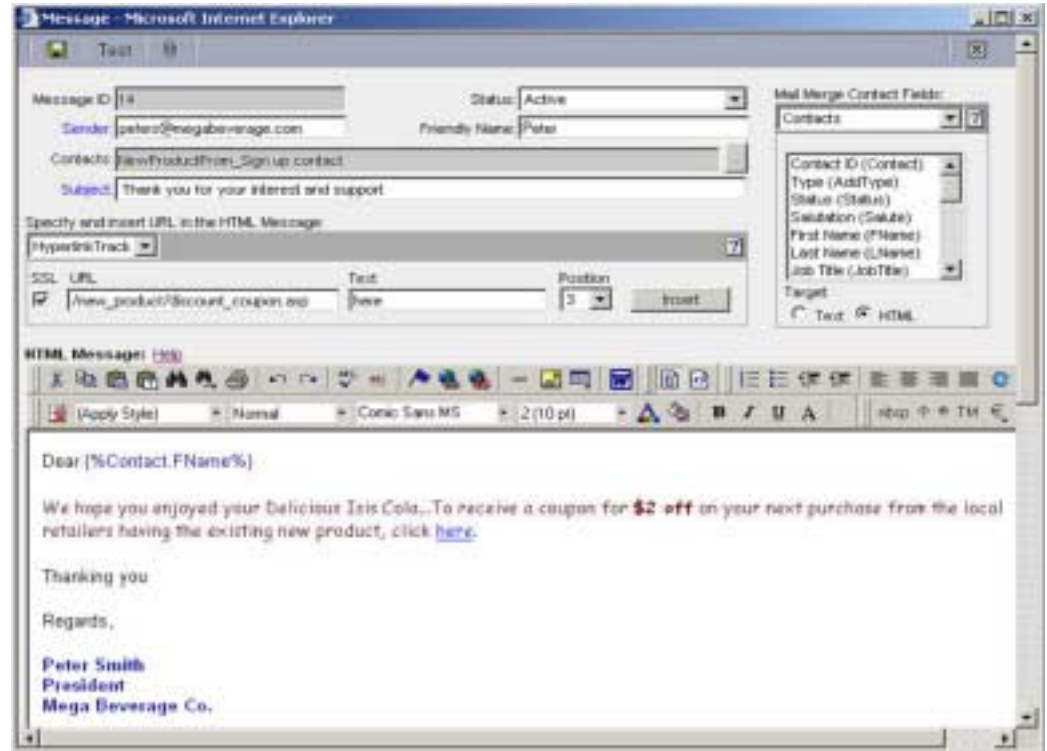 Message - Microsoft Internet Explorer
Test
Message ID 14 Status: Active Mail Merge Contact Fields:
Sender: peters@megabeverage.com Friendly Name: Peter Contacts
Contacts: NewProductProm_Sign up contact
Subject: Thank you for your interest and support
Contact ID (Contact)
Type (AddType)
Status (Status)
Salutation (Salute)
First Name (FName)
Last Name (LName)
Job Title (JobTitle)
Specify and insert URL in the HTML Message:
HyperlinkTrack
SSL URL Text Position
/new_product/discount_coupon.asp here 3 Insert
Target
Text HTML
HTML Message: Help
(Apply Style) Normal Comic Sans MS 2 (10 pt) B I U A nbsp TM €
Dear {%Contact.FName%}
We hope you enjoyed your Delicious Isis Cola...To receive a coupon for $2 off on your next purchase from the local
retailers having the existing new product, click here.
Thanking you
Regards,
Peter Smith
President
Mega Beverage Co.